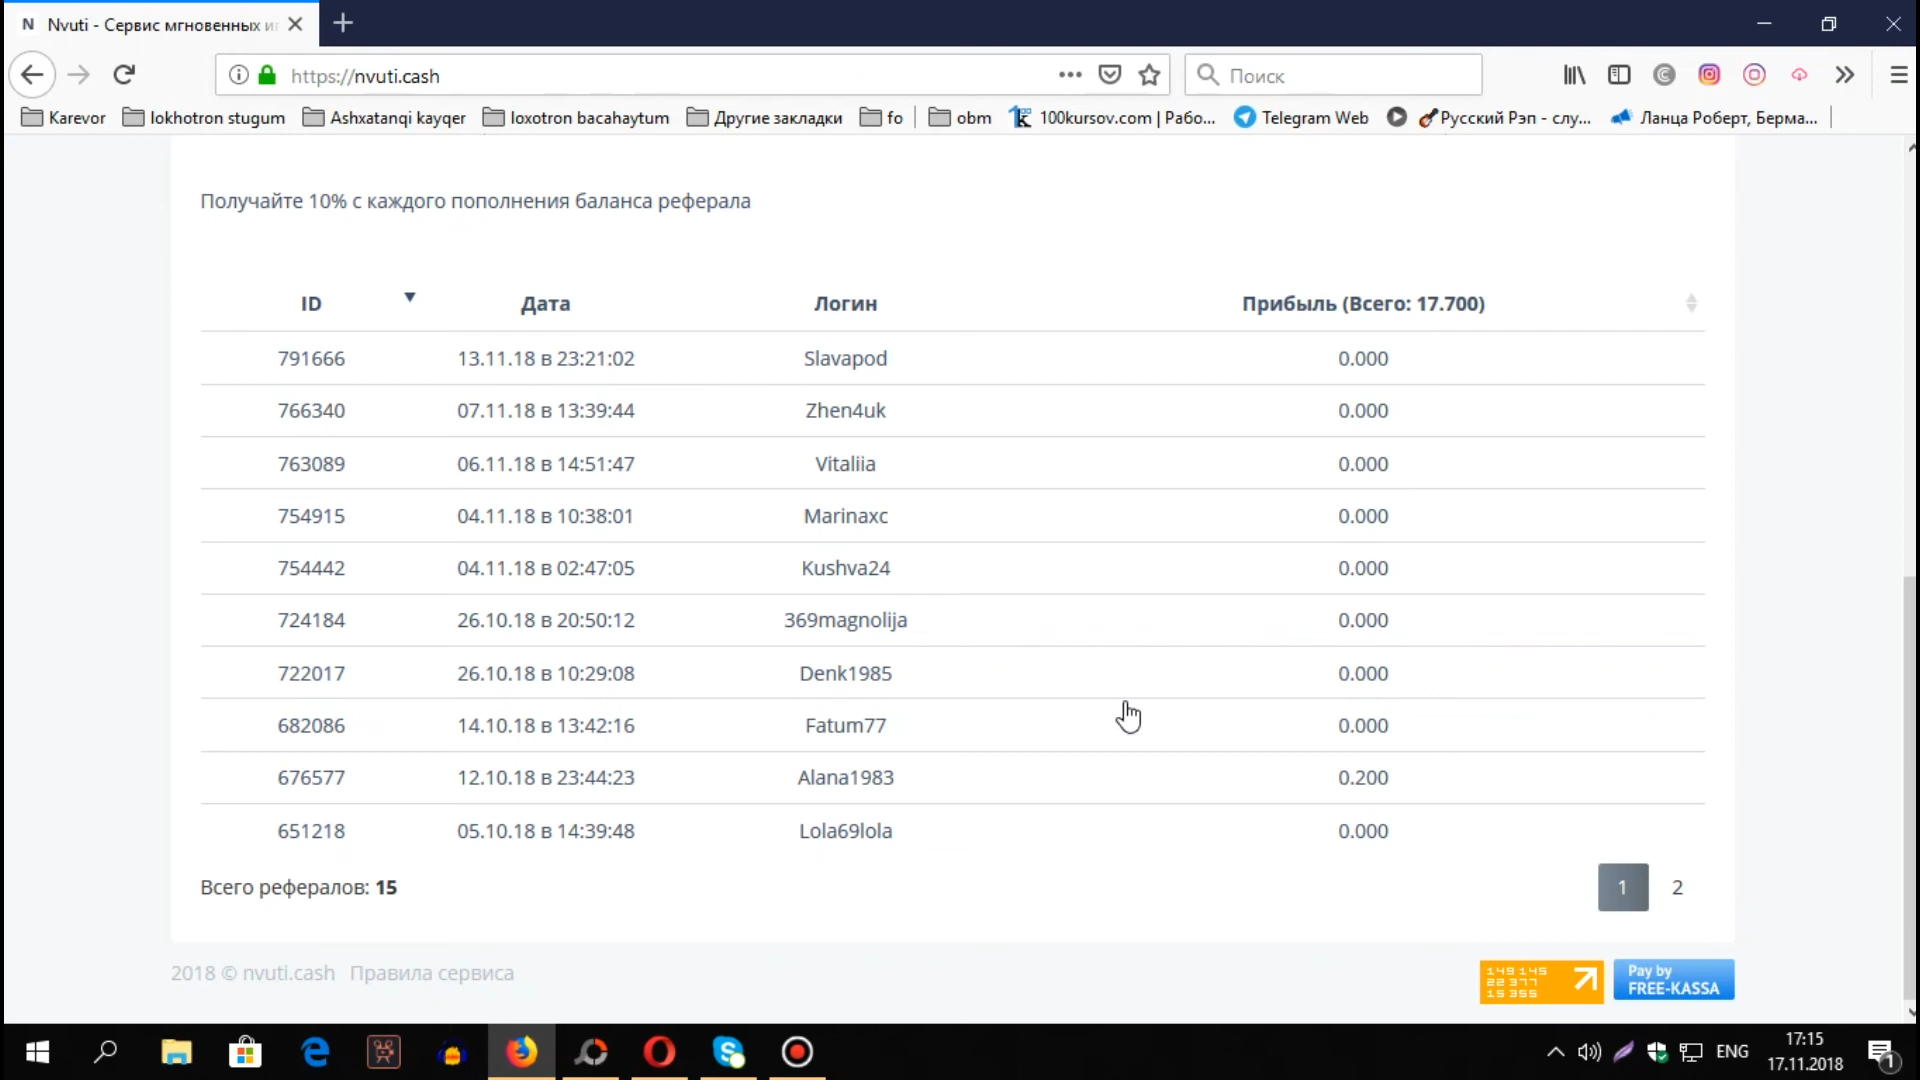 N Nvuti - Сервис мгновенных и
https://nvuti.cash
Поиск
Karevor lokhotron stugum Ashxatanqi kayqer loxotron bacahaytum Другие закладки fo obm 100kursov.com | Рабо... Telegram Web Русский Рэп - слу... Ланца Роберт, Берма...
Получайте 10% с каждого пополнения баланса реферала
ID Дата Логин Прибыль (Всего: 17.700)
791666 13.11.18 в 23:21:02 Slavapod 0.000
766340 07.11.18 в 13:39:44 Zhen4uk 0.000
763089 06.11.18 в 14:51:47 Vitaliia 0.000
754915 04.11.18 в 10:38:01 Marinaxc 0.000
754442 04.11.18 в 02:47:05 Kushva24 0.000
724184 26.10.18 в 20:50:12 369magnolija 0.000
722017 26.10.18 в 10:29:08 Denk1985 0.000
682086 14.10.18 в 13:42:16 Fatum77 0.000
676577 12.10.18 в 23:44:23 Alana1983 0.200
651218 05.10.18 в 14:39:48 Lola69lola 0.000
Всего рефералов: 15
1 2
2018 © nvuti.cash Правила сервиса
149 145
22 377
15 355
Pay by
FREE-KASSA
ENG
17:15
17.11.2018
1